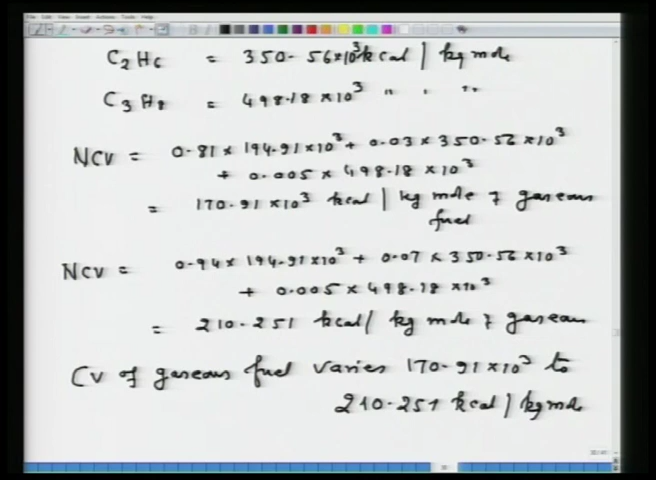 C2H6 = 350.56×10³ kcal | kg mole
C3H8 = 498.18 ×10³ " " "
NCV = 0.81 × 194.91×10³ + 0.03 × 350.56 ×10³
+ 0.005 × 498.18 ×10³
= 170.91 ×10³ kcal | kg mole of gaseous
fuel
NCV = 0.94 × 194.91×10³ + 0.07 × 350.56 ×10³
+ 0.005 × 498.18 ×10³
= 210.251 kcal / kg mole of gaseous
CV of gaseous fuel varies 170.91 ×10³ to
210.251 kcal | kg mole